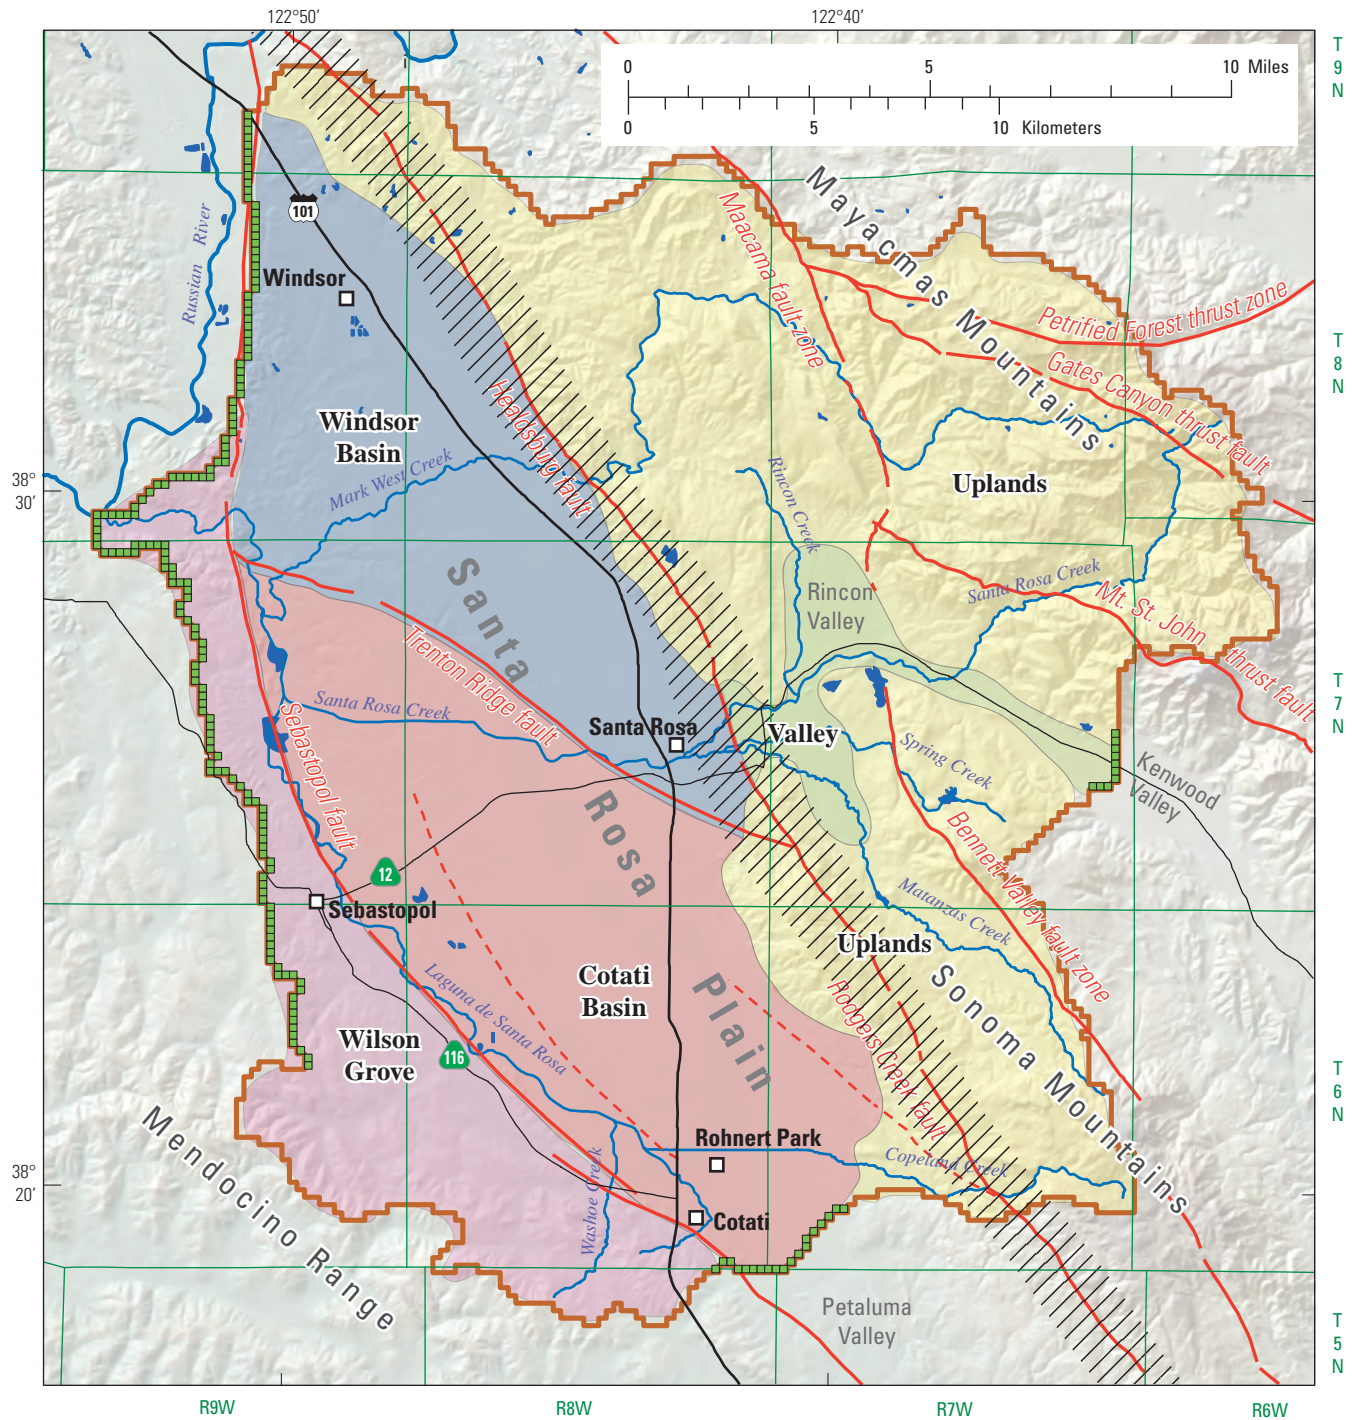 122°50′
122°40′
T
9
N
0
5
10 Miles
0
5
10 Kilometers
i
101
Russian River
Windsor
Mayacmas Mountains
Maacama fault zone
Petrified Forest thrust zone
Gates Canyon thrust fault
T
8
N
Healdsburg fault
Windsor
Basin
Mark West Creek
Rincon Creek
Uplands
38°
30′
Santa Rosa Plain
Rincon
Valley
Santa Rosa Creek
Mt. St. John thrust fault
Trenton Ridge fault
Santa Rosa Creek
Sebastopol fault
Santa Rosa
Valley
Spring Creek
Kenwood
Valley
T
7
N
Bennett Valley fault zone
12
Sebastopol
Matanzas Creek
Uplands
Sonoma Mountains
Cotati
Basin
Laguna de Santa Rosa
Rodgers Creek fault
Wilson
Grove
116
Mendocino Range
Rohnert Park
Copeland Creek
Washoe Creek
Cotati
T
6
N
38°
20′
Petaluma
Valley
T
5
N
R9W
R8W
R7W
R6W